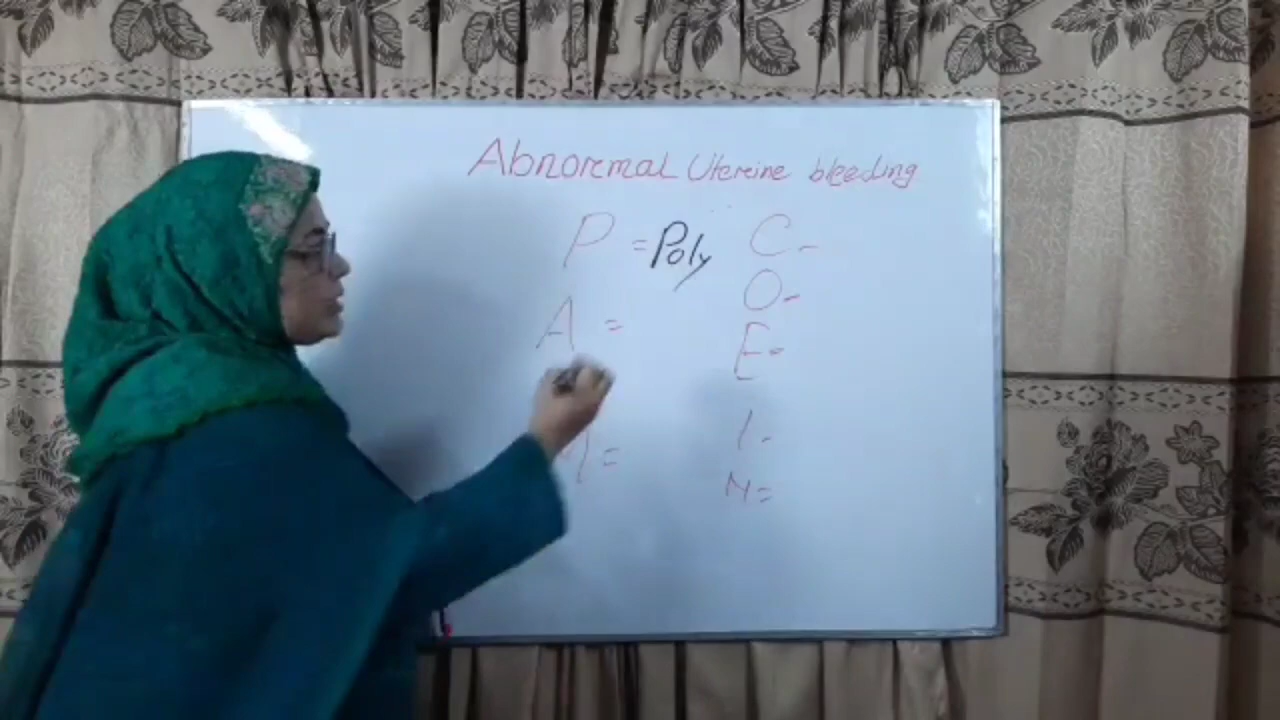 Abnormal Uterine bleeding
P = Poly
A =
M =
C -
O -
E -
I -
N =